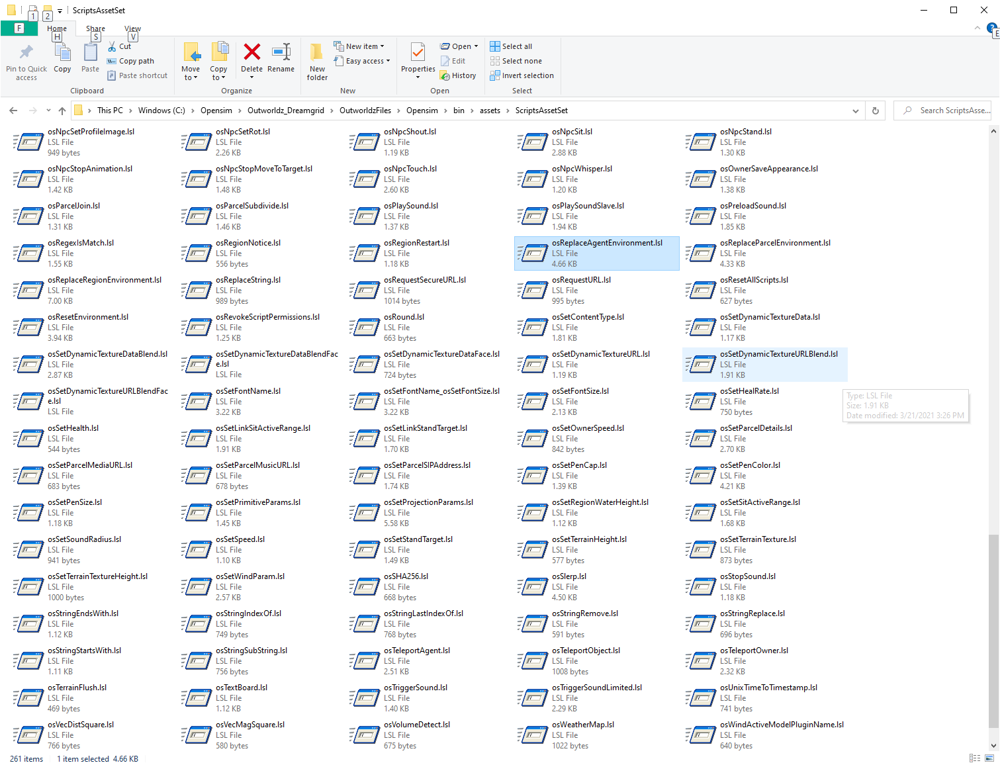 ScriptsAssetSet
1
2
F
Home
Share
View
H
S
V
?
E
Pin to Quick access
Copy
Paste
Cut
Copy path
Paste shortcut
Clipboard
Move to
Copy to
Delete
Rename
Organize
New folder
New item
Easy access
New
Properties
Open
Edit
History
Open
Select all
Select none
Invert selection
Select
This PC > Windows (C:) > Opensim > Outworldz_Dreamgrid > OutworldzFiles > Opensim > bin > assets > ScriptsAssetSet
Search ScriptsAsse...
osNpcSetProfileImage.lsl
LSL File
949 bytes
osNpcSetRot.lsl
LSL File
2.26 KB
osNpcShout.lsl
LSL File
1.19 KB
osNpcSit.lsl
LSL File
2.88 KB
osNpcStand.lsl
LSL File
1.30 KB
osNpcStopAnimation.lsl
LSL File
1.42 KB
osNpcStopMoveToTarget.lsl
LSL File
1.48 KB
osNpcTouch.lsl
LSL File
2.60 KB
osNpcWhisper.lsl
LSL File
1.20 KB
osOwnerSaveAppearance.lsl
LSL File
1.38 KB
osParcelJoin.lsl
LSL File
1.31 KB
osParcelSubdivide.lsl
LSL File
1.46 KB
osPlaySound.lsl
LSL File
1.37 KB
osPlaySoundSlave.lsl
LSL File
1.94 KB
osPreloadSound.lsl
LSL File
1.85 KB
osRegexIsMatch.lsl
LSL File
1.55 KB
osRegionNotice.lsl
LSL File
556 bytes
osRegionRestart.lsl
LSL File
1.18 KB
osReplaceAgentEnvironment.lsl
LSL File
4.66 KB
osReplaceParcelEnvironment.lsl
LSL File
4.33 KB
osReplaceRegionEnvironment.lsl
LSL File
7.00 KB
osReplaceString.lsl
LSL File
989 bytes
osRequestSecureURL.lsl
LSL File
1014 bytes
osRequestURL.lsl
LSL File
995 bytes
osResetAllScripts.lsl
LSL File
627 bytes
osResetEnvironment.lsl
LSL File
3.94 KB
osRevokeScriptPermissions.lsl
LSL File
1.25 KB
osRound.lsl
LSL File
663 bytes
osSetContentType.lsl
LSL File
1.81 KB
osSetDynamicTextureData.lsl
LSL File
1.17 KB
osSetDynamicTextureDataBlend.lsl
LSL File
2.87 KB
osSetDynamicTextureDataBlendFac
e.lsl
LSL File
osSetDynamicTextureDataFace.lsl
LSL File
724 bytes
osSetDynamicTextureURL.lsl
LSL File
1.19 KB
osSetDynamicTextureURLBlend.lsl
LSL File
1.91 KB
osSetDynamicTextureURLBlendFac
e.lsl
LSL File
osSetFontName.lsl
LSL File
3.22 KB
osSetFontName_osSetFontSize.lsl
LSL File
3.22 KB
osSetFontSize.lsl
LSL File
2.13 KB
osSetHealRate.lsl
LSL File
750 bytes
Type: LSL File
Size: 1.91 KB
Date modified: 3/21/2021 3:26 PM
osSetHealth.lsl
LSL File
544 bytes
osSetLinkSitActiveRange.lsl
LSL File
1.91 KB
osSetLinkStandTarget.lsl
LSL File
1.70 KB
osSetOwnerSpeed.lsl
LSL File
842 bytes
osSetParcelDetails.lsl
LSL File
2.70 KB
osSetParcelMediaURL.lsl
LSL File
683 bytes
osSetParcelMusicURL.lsl
LSL File
678 bytes
osSetParcelSIPAddress.lsl
LSL File
1.74 KB
osSetPenCap.lsl
LSL File
1.39 KB
osSetPenColor.lsl
LSL File
4.21 KB
osSetPenSize.lsl
LSL File
1.18 KB
osSetPrimitiveParams.lsl
LSL File
1.45 KB
osSetProjectionParams.lsl
LSL File
5.58 KB
osSetRegionWaterHeight.lsl
LSL File
1.12 KB
osSetSitActiveRange.lsl
LSL File
1.68 KB
osSetSoundRadius.lsl
LSL File
941 bytes
osSetSpeed.lsl
LSL File
1.10 KB
osSetStandTarget.lsl
LSL File
1.49 KB
osSetTerrainHeight.lsl
LSL File
577 bytes
osSetTerrainTexture.lsl
LSL File
873 bytes
osSetTerrainTextureHeight.lsl
LSL File
1000 bytes
osSetWindParam.lsl
LSL File
2.57 KB
osSHA256.lsl
LSL File
668 bytes
osSlerp.lsl
LSL File
4.50 KB
osStopSound.lsl
LSL File
1.18 KB
osStringEndsWith.lsl
LSL File
1.12 KB
osStringIndexOf.lsl
LSL File
749 bytes
osStringLastIndexOf.lsl
LSL File
768 bytes
osStringRemove.lsl
LSL File
591 bytes
osStringReplace.lsl
LSL File
696 bytes
osStringStartsWith.lsl
LSL File
1.11 KB
osStringSubString.lsl
LSL File
756 bytes
osTeleportAgent.lsl
LSL File
2.51 KB
osTeleportObject.lsl
LSL File
1008 bytes
osTeleportOwner.lsl
LSL File
2.32 KB
osTerrainFlush.lsl
LSL File
469 bytes
osTextBoard.lsl
LSL File
1.12 KB
osTriggerSound.lsl
LSL File
1.40 KB
osTriggerSoundLimited.lsl
LSL File
2.29 KB
osUnixTimeToTimestamp.lsl
LSL File
741 bytes
osVecDistSquare.lsl
LSL File
766 bytes
osVecMagSquare.lsl
LSL File
580 bytes
osVolumeDetect.lsl
LSL File
675 bytes
osWeatherMap.lsl
LSL File
1022 bytes
osWindActiveModelPluginName.lsl
LSL File
640 bytes
261 items
1 item selected 4.66 KB